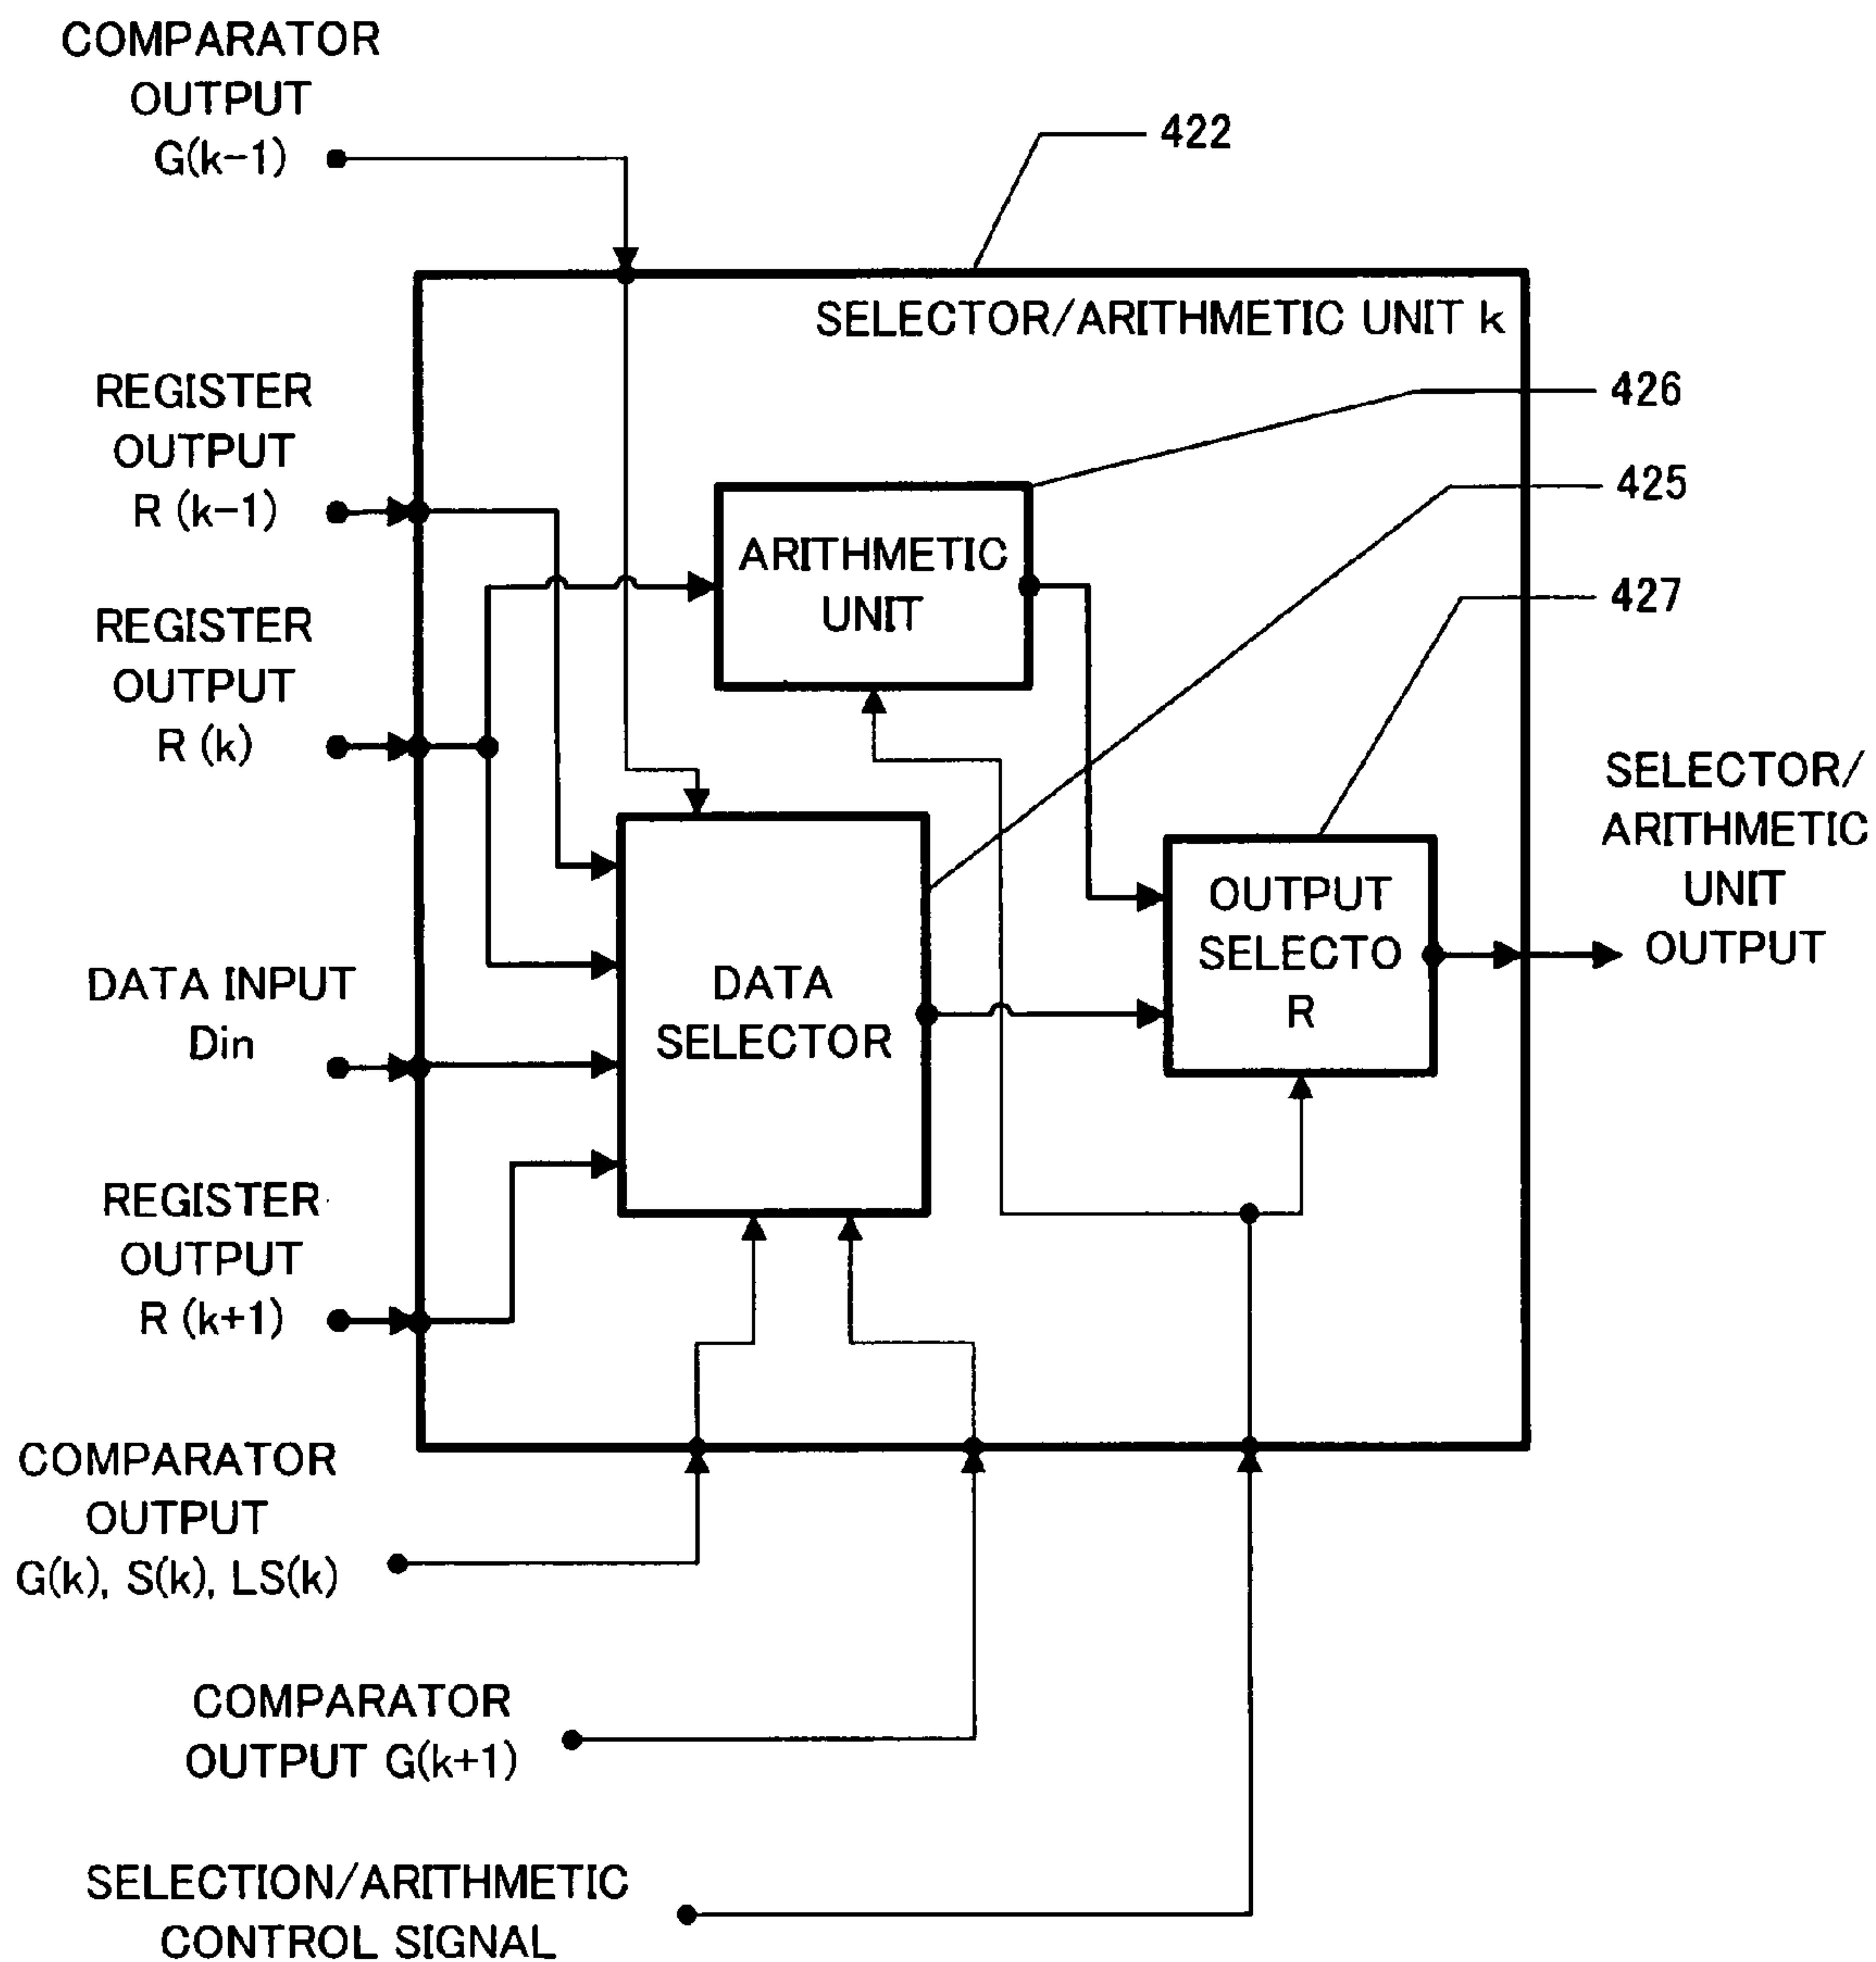 COMPARATOR
OUTPUT
G(k-1)
422
SELECTOR/ARITHMETIC UNIT k
REGISTER
OUTPUT
R (k-1)
426
425
ARITHMETIC
UNIT
427
REGISTER
OUTPUT
R (k)
SELECTOR/
ARITHMETIC
UNIT
OUTPUT
OUTPUT
SELECTO
R
DATA INPUT
Din
DATA
SELECTOR
REGISTER
OUTPUT
R (k+1)
COMPARATOR
OUTPUT
G(k), S(k), LS(k)
COMPARATOR
OUTPUT G(k+1)
SELECTION/ARITHMETIC
CONTROL SIGNAL